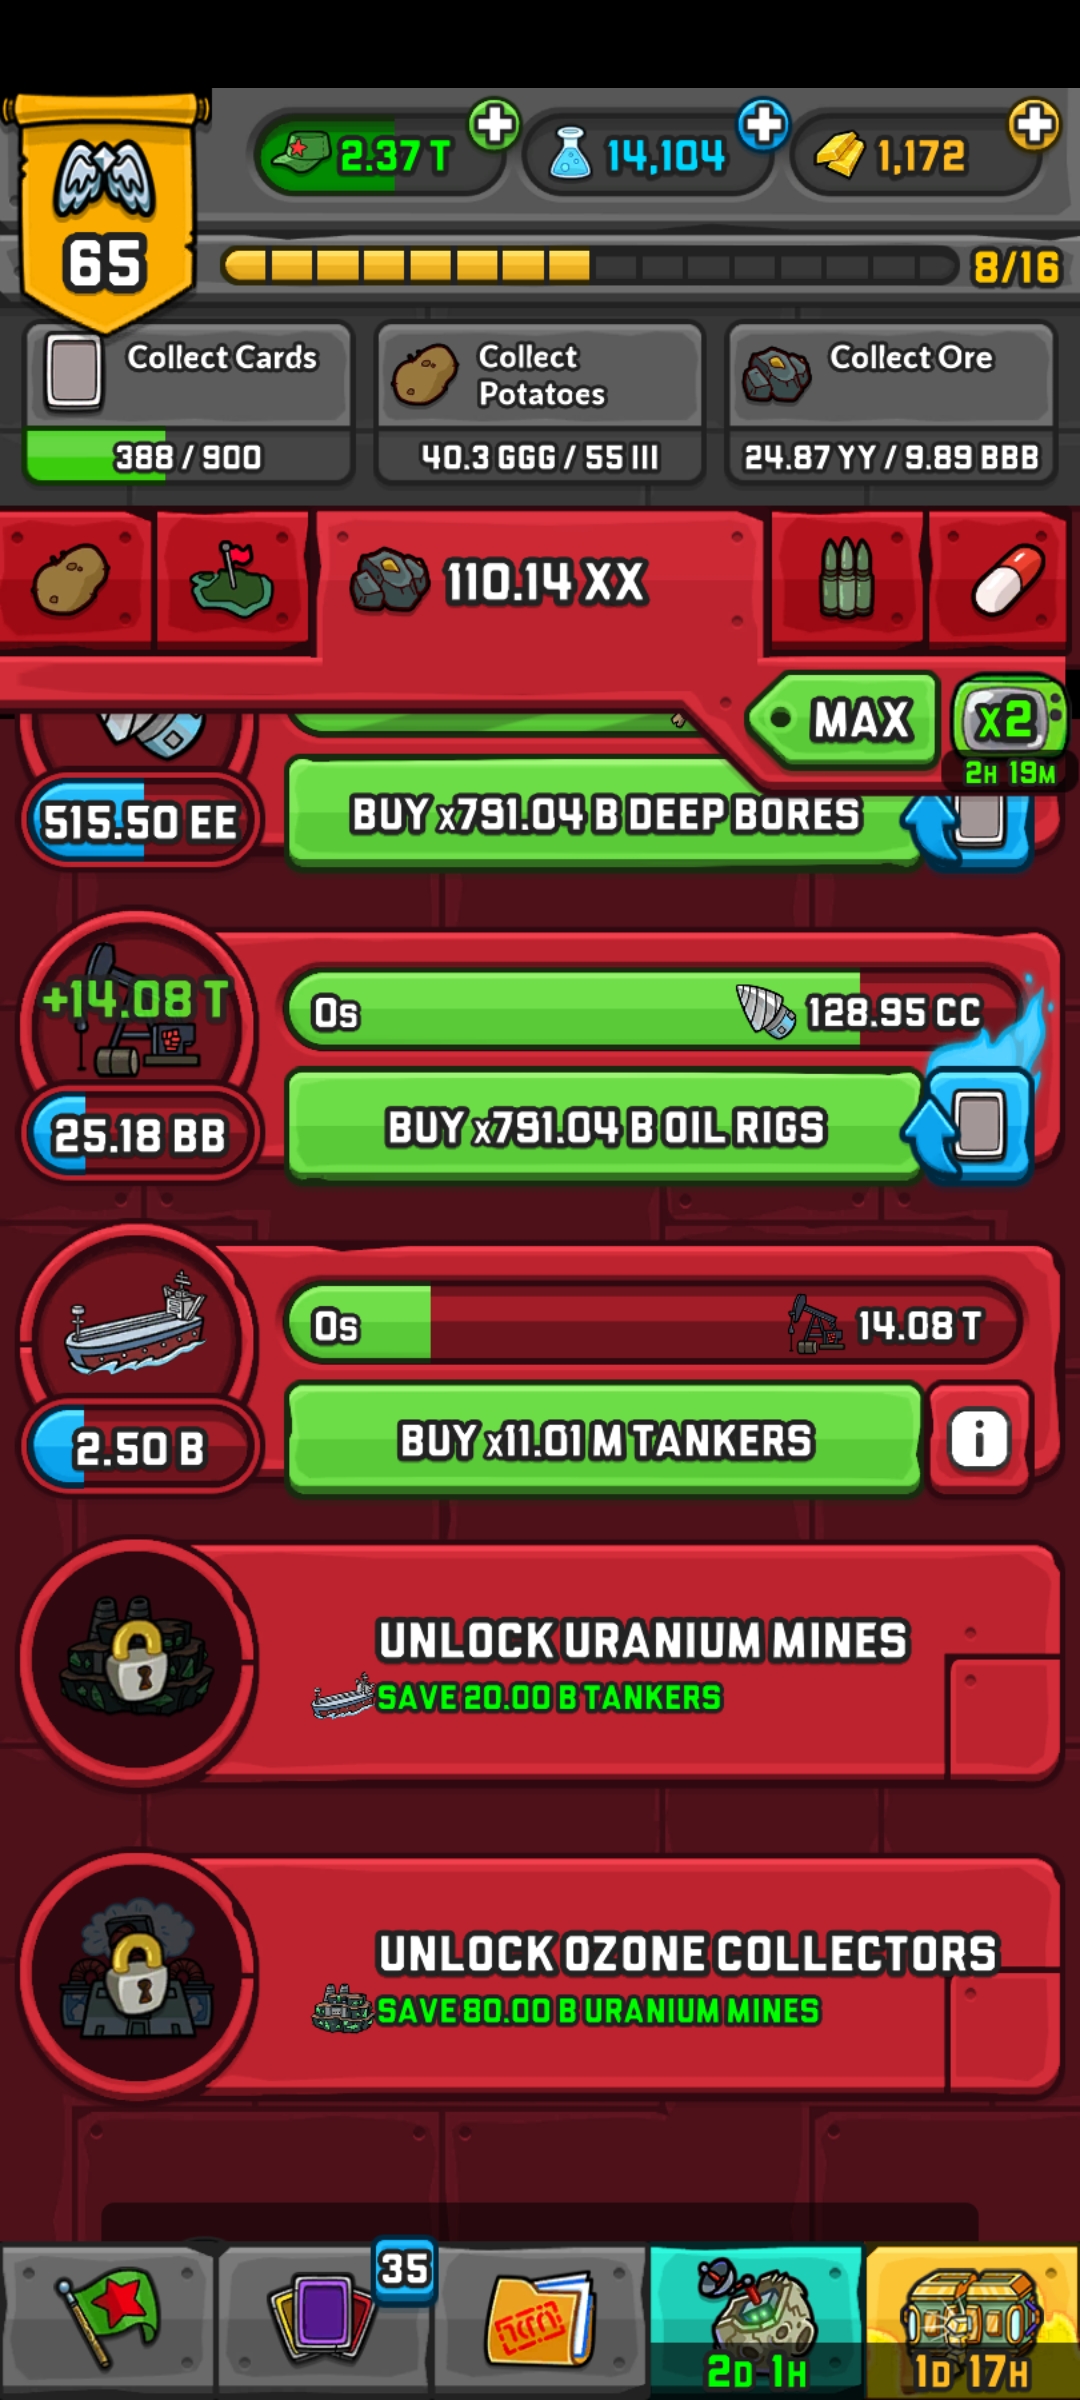 2.37 T
14,104
1,172
65
8/16
Collect Cards
388 / 900
Collect
Potatoes
40.3 GGG / 55 III
Collect Ore
24.87 YY / 9.89 BBB
110.14 XX
MAX
x2
2H 19M
515.50 EE
BUY x791.04 B DEEP BORES
+14.08 T
0s
128.95 CC
25.18 BB
BUY x791.04 B OIL RIGS
0s
14.08 T
2.50 B
BUY x11.01 M TANKERS
i
UNLOCK URANIUM MINES
SAVE 20.00 B TANKERS
UNLOCK OZONE COLLECTORS
SAVE 80.00 B URANIUM MINES
35
2D 1H
1D 17H